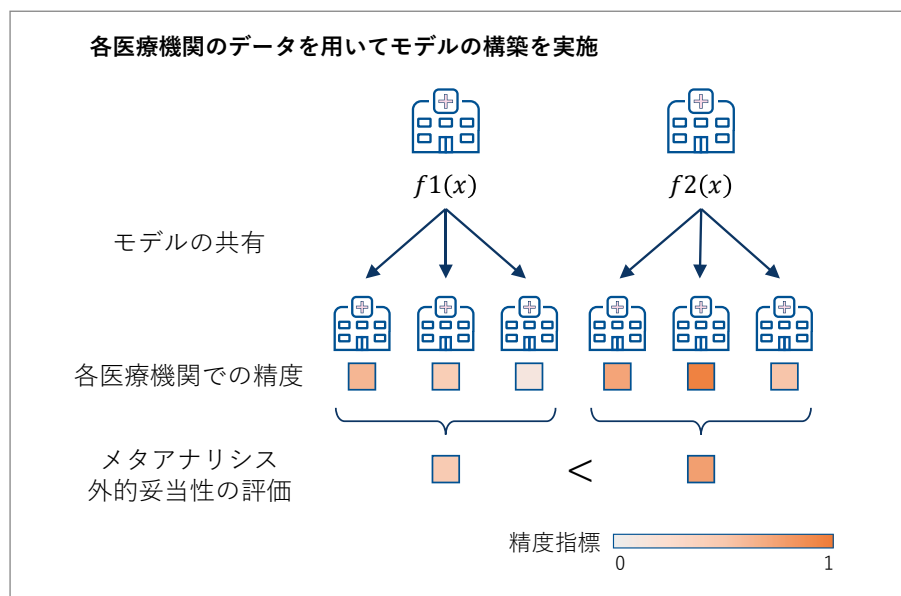 各医療機関のデータを用いてモデルの構築を実施
f1(x)
f2(x)
モデルの共有
各医療機関での精度
メタアナリシス
外的妥当性の評価
<
精度指標
0
1